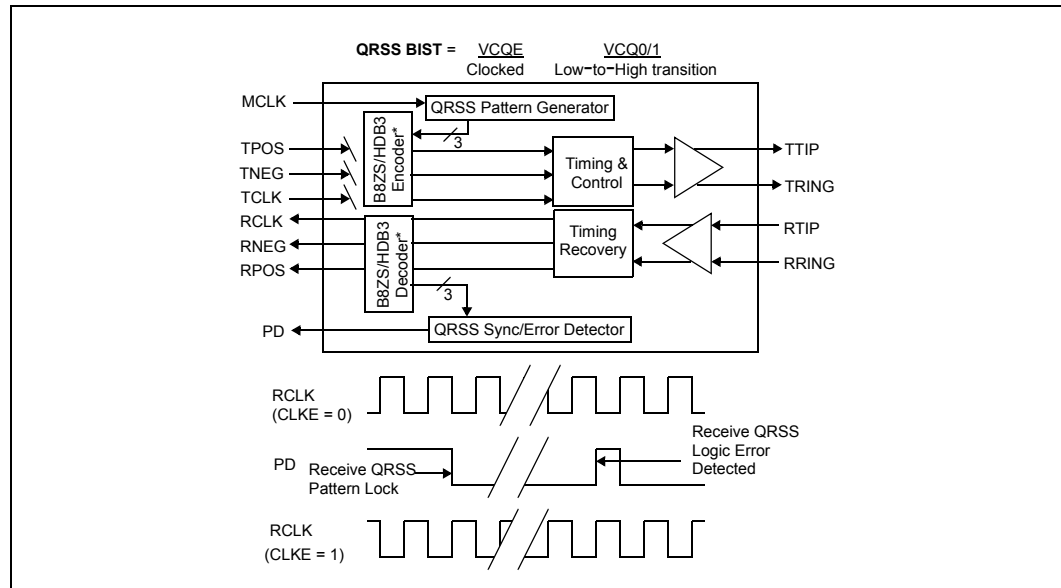 QRSS BIST = VCQE VCQ0/1
Clocked Low-to-High transition
MCLK
QRSS Pattern Generator
3
TPOS
TNEG
TCLK
B8ZS/HDB3
Encoder*
Timing &
Control
TTIP
TRING
RCLK
RNEG
RPOS
B8ZS/HDB3
Decoder*
Timing
Recovery
RTIP
RRING
3
PD
QRSS Sync/Error Detector
RCLK
(CLKE = 0)
PD
Receive QRSS
Pattern Lock
Receive QRSS
Logic Error
Detected
RCLK
(CLKE = 1)